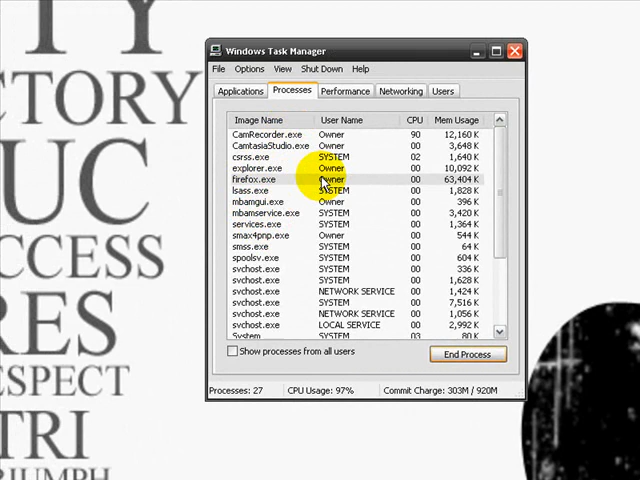 TY
CTORY
UC
CCESS
RES
ESPECT
TRI
TRIUMPH
Windows Task Manager
File Options View Shut Down Help
Applications Processes Performance Networking Users
Image Name User Name CPU Mem Usage
CamRecorder.exe Owner 90 12,160 K
CamtasiaStudio.exe Owner 00 3,648 K
csrss.exe SYSTEM 02 1,640 K
explorer.exe Owner 00 10,092 K
firefox.exe Owner 00 63,404 K
lsass.exe SYSTEM 00 1,828 K
mbamgui.exe Owner 00 396 K
mbamservice.exe SYSTEM 00 3,420 K
services.exe SYSTEM 00 1,364 K
smax4pnp.exe Owner 00 544 K
smss.exe SYSTEM 00 64 K
spoolsv.exe SYSTEM 00 604 K
svchost.exe SYSTEM 00 336 K
svchost.exe SYSTEM 00 1,628 K
svchost.exe NETWORK SERVICE 00 1,424 K
svchost.exe SYSTEM 00 7,516 K
svchost.exe NETWORK SERVICE 00 1,056 K
svchost.exe LOCAL SERVICE 00 2,992 K
System SYSTEM 03 80 K
Show processes from all users
End Process
Processes: 27 CPU Usage: 97% Commit Charge: 303M / 920M